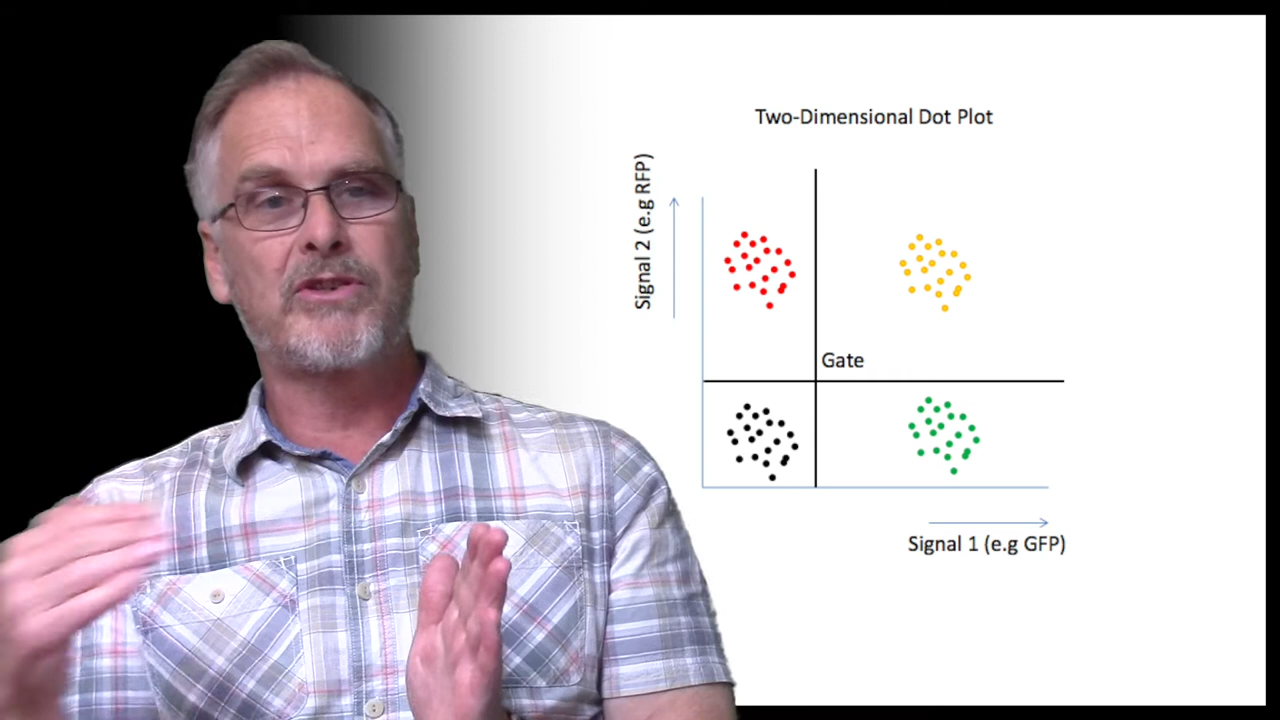 Two-Dimensional Dot Plot
Signal 2 (e.g RFP)
Gate
Signal 1 (e.g GFP)